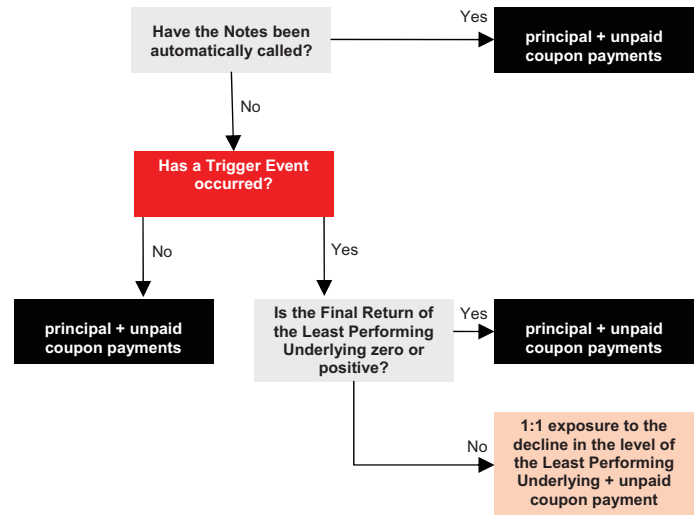 Have the Notes been
automatically called?
Yes
principal + unpaid
coupon payments
No
Has a Trigger Event
occurred?
No
Yes
principal + unpaid
coupon payments
Is the Final Return of
the Least Performing
Underlying zero or
positive?
Yes
principal + unpaid
coupon payments
No
1:1 exposure to the
decline in the level of
the Least Performing
Underlying + unpaid
coupon payment